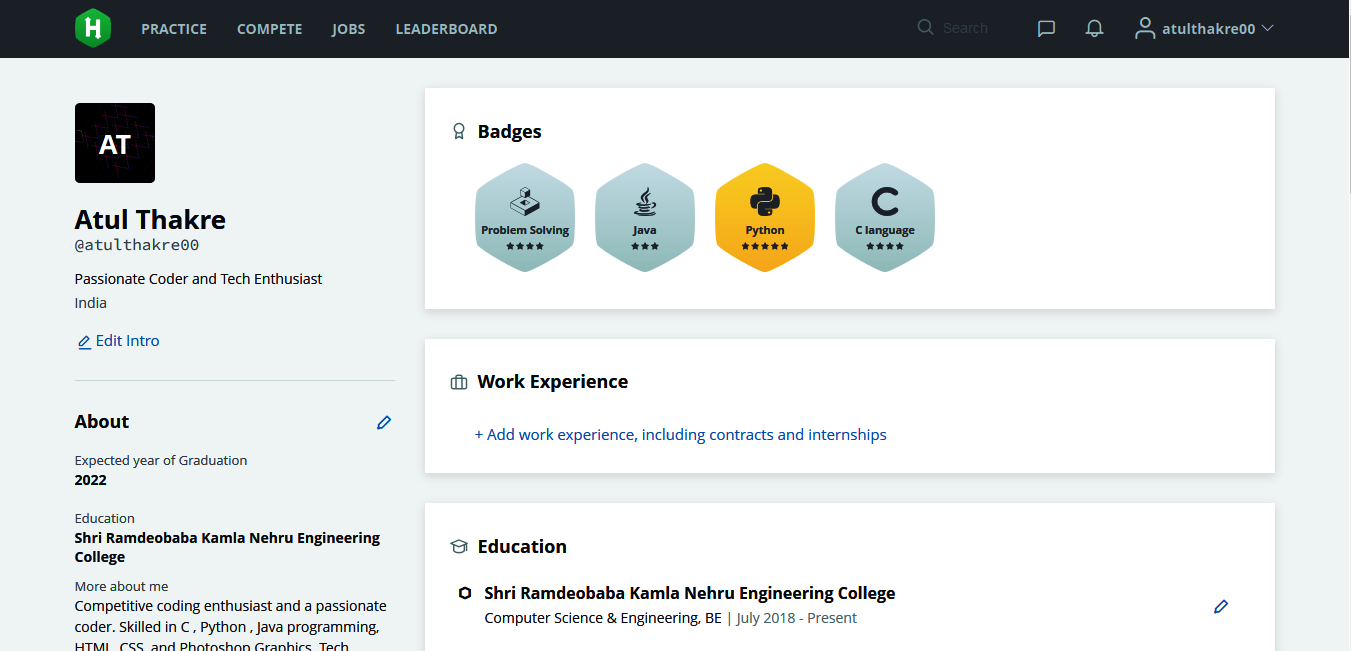 H PRACTICE COMPETE JOBS LEADERBOARD Search atulthakre00
AT
Atul Thakre
@atulthakre00
Passionate Coder and Tech Enthusiast
India
Edit Intro
About
Expected year of Graduation
2022
Education
Shri Ramdeobaba Kamla Nehru Engineering
College
More about me
Competitive coding enthusiast and a passionate
coder. Skilled in C , Python , Java programming,
HTML, CSS, and Photoshop Graphics. Tech
Badges
Problem Solving
Java
Python
C language
Work Experience
+ Add work experience, including contracts and internships
Education
Shri Ramdeobaba Kamla Nehru Engineering College
Computer Science & Engineering, BE | July 2018 - Present